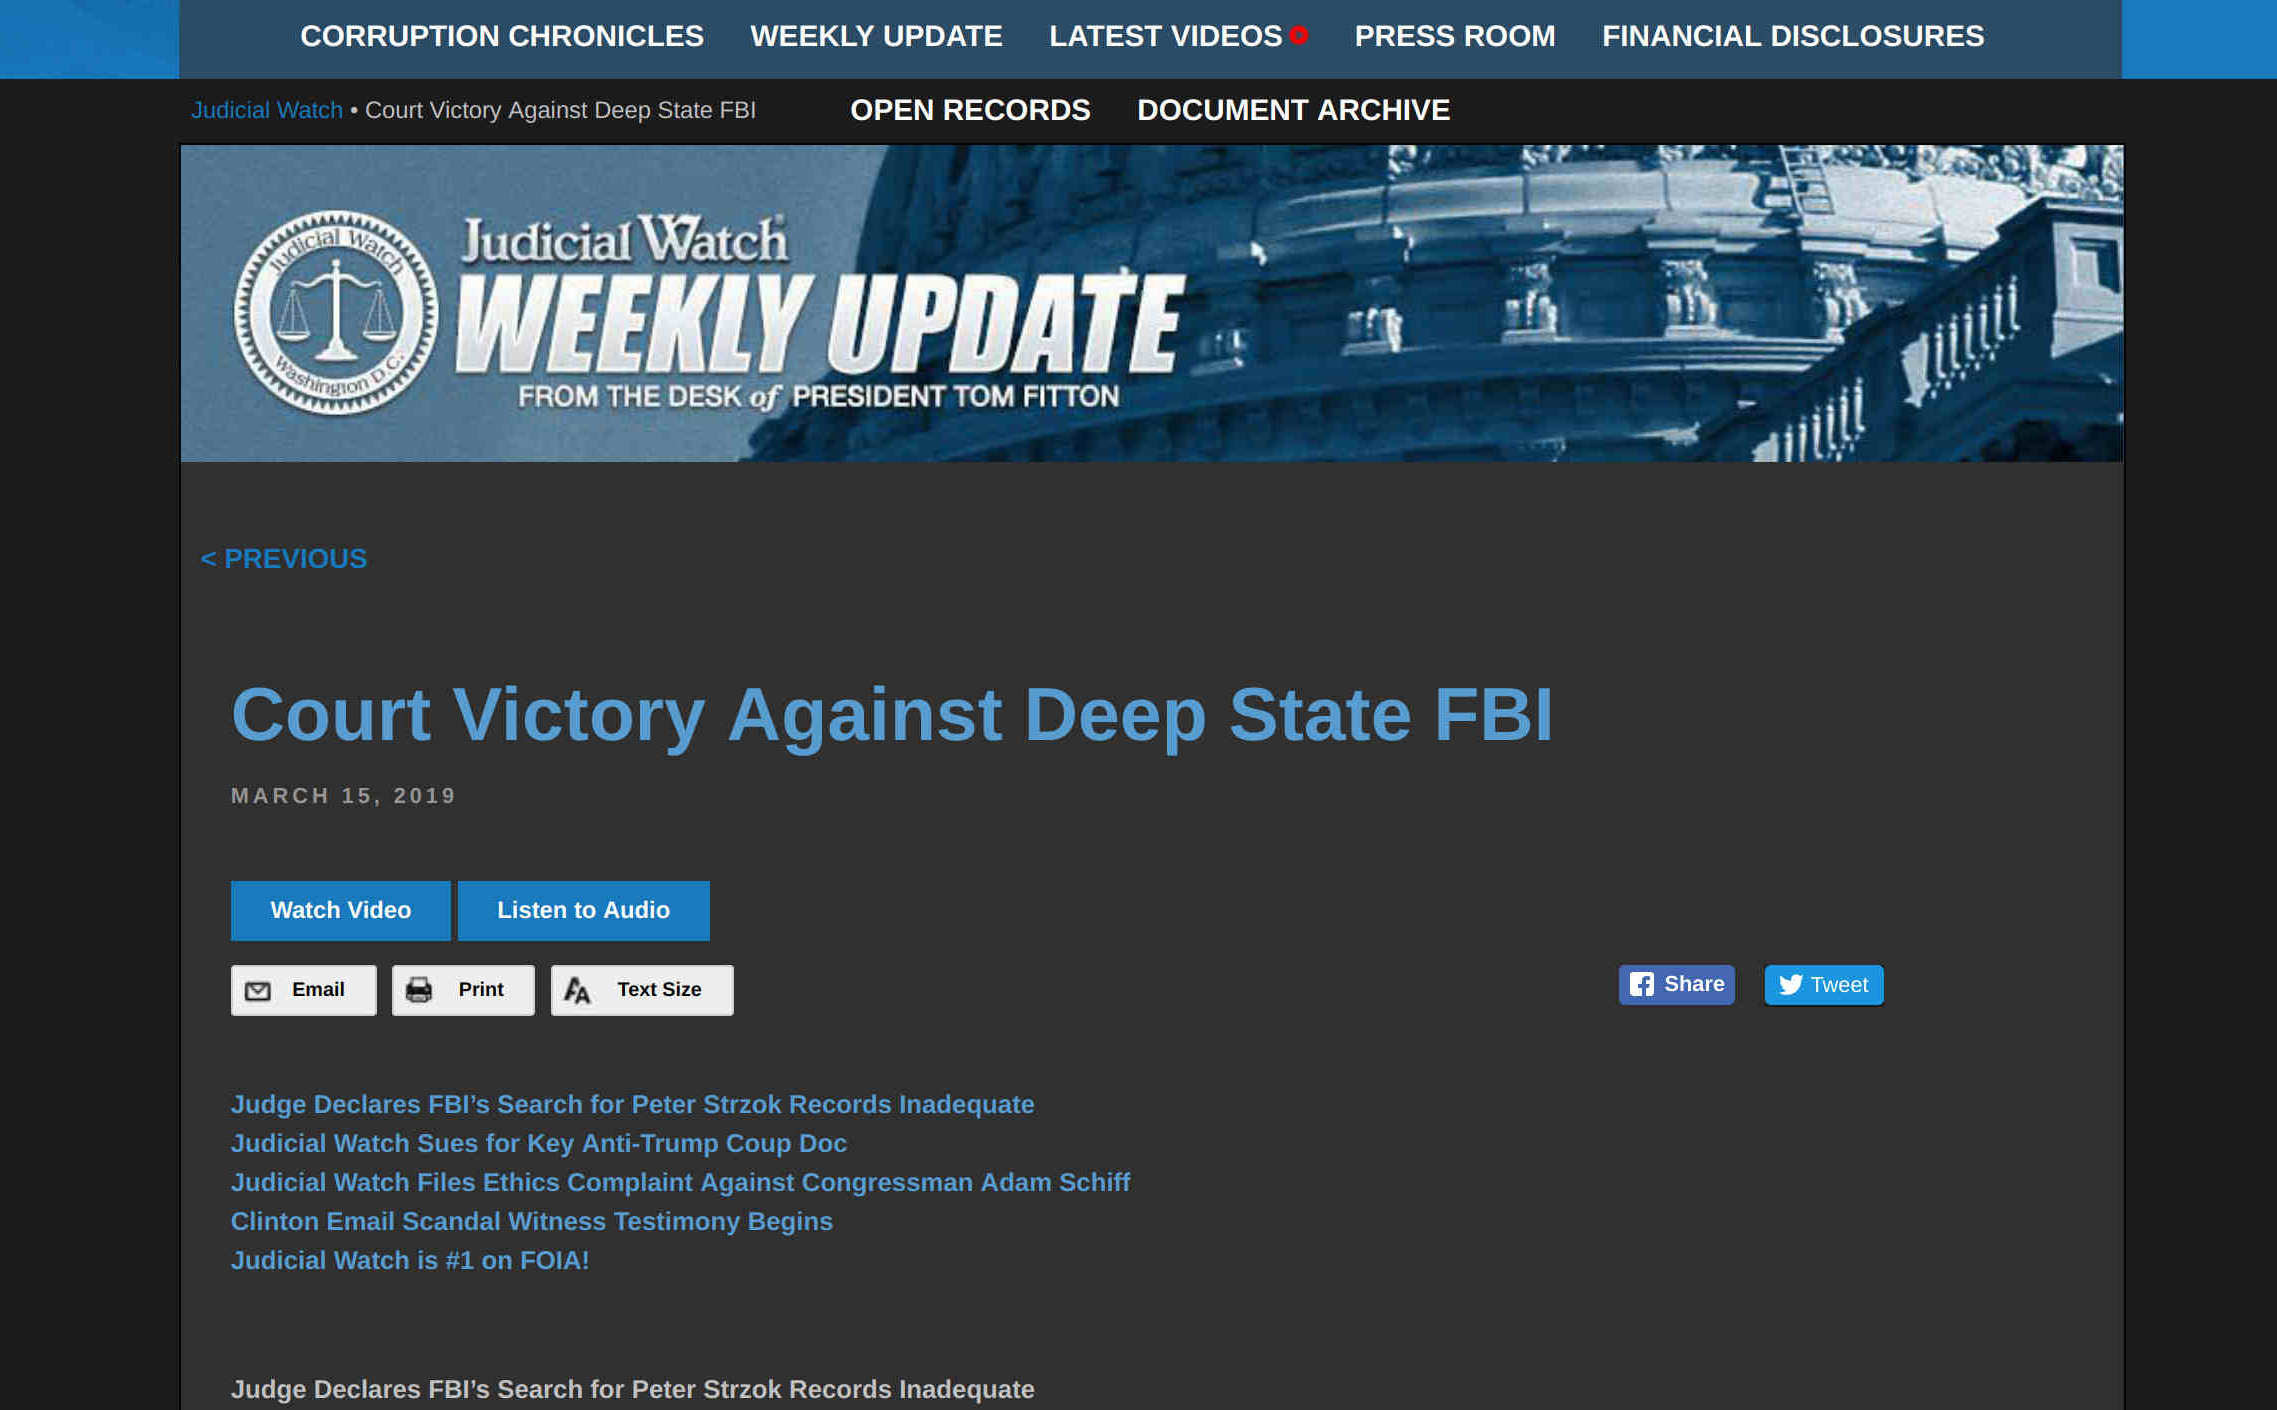 CORRUPTION CHRONICLES WEEKLY UPDATE LATEST VIDEOS PRESS ROOM FINANCIAL DISCLOSURES
Judicial Watch • Court Victory Against Deep State FBI OPEN RECORDS DOCUMENT ARCHIVE
Judicial Watch
Washington D.C.
Judicial Watch®
WEEKLY UPDATE
FROM THE DESK of PRESIDENT TOM FITTON
< PREVIOUS
Court Victory Against Deep State FBI
MARCH 15, 2019
Watch Video Listen to Audio
Email Print Text Size Share Tweet
Judge Declares FBI’s Search for Peter Strzok Records Inadequate
Judicial Watch Sues for Key Anti-Trump Coup Doc
Judicial Watch Files Ethics Complaint Against Congressman Adam Schiff
Clinton Email Scandal Witness Testimony Begins
Judicial Watch is #1 on FOIA!
Judge Declares FBI’s Search for Peter Strzok Records Inadequate